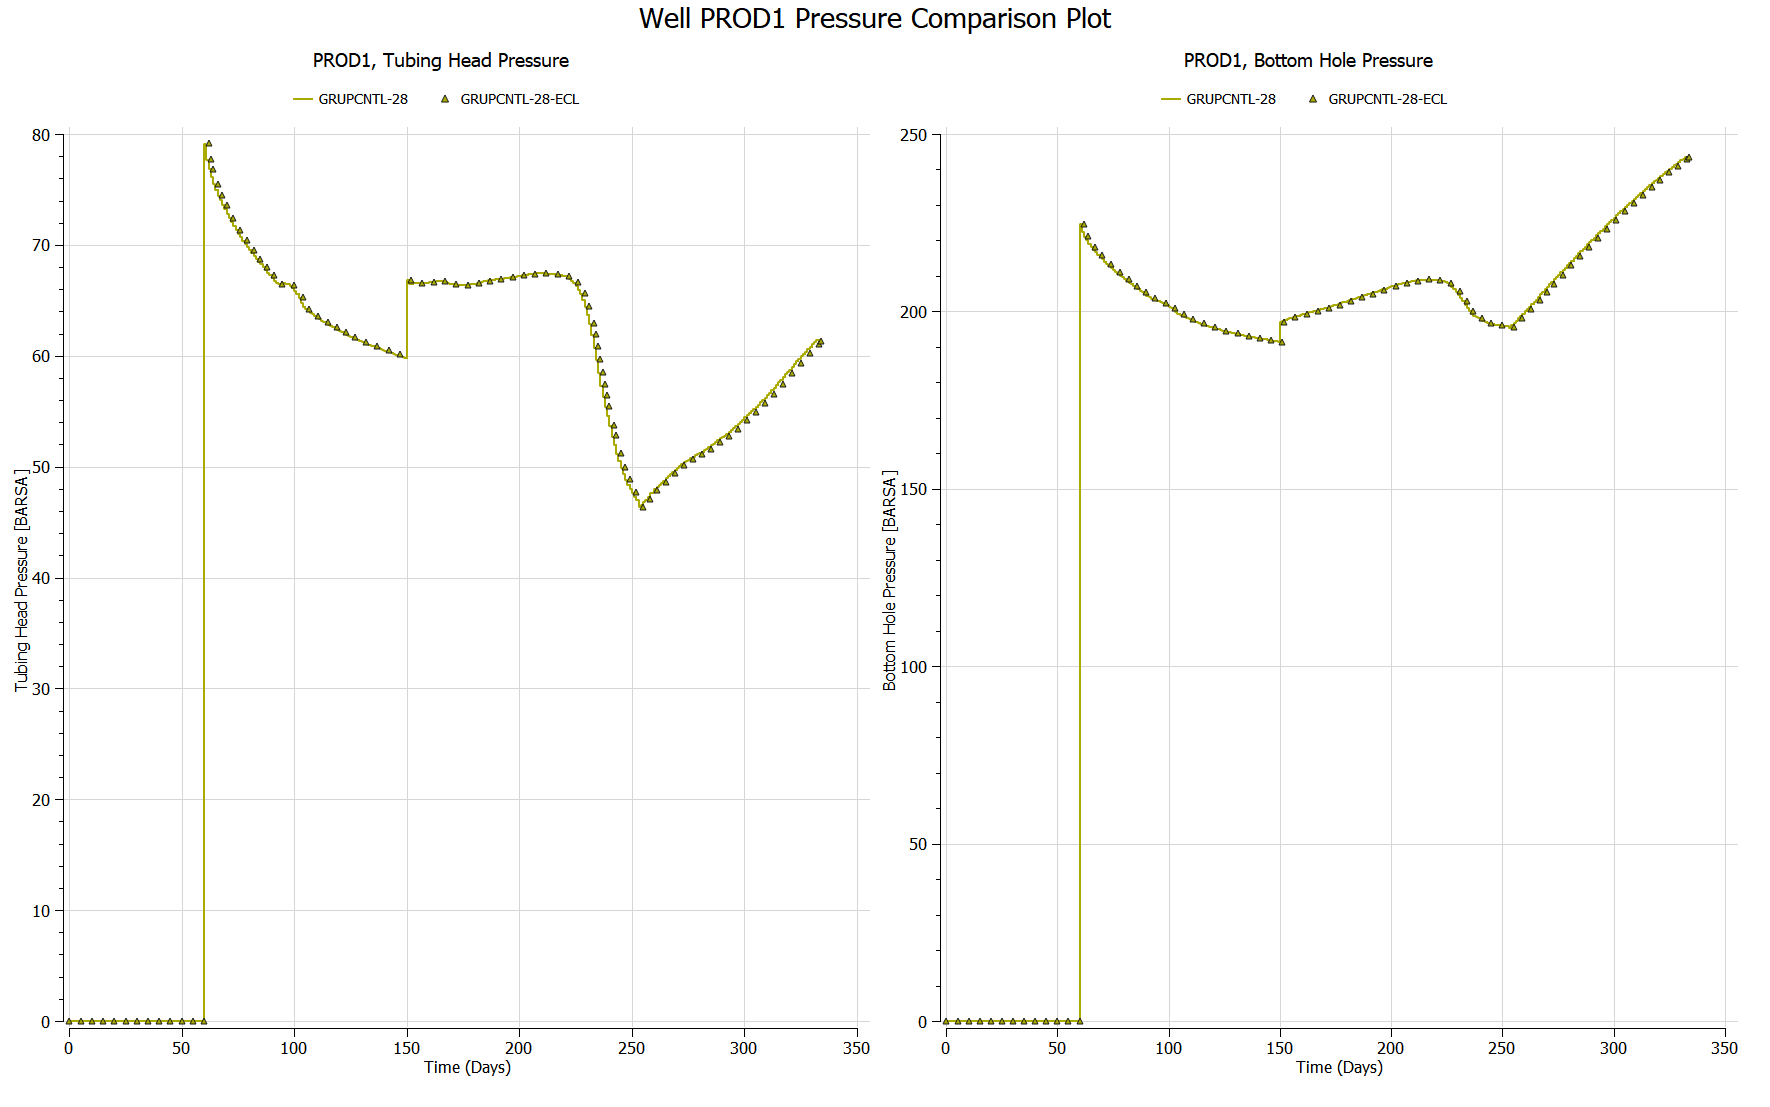 Well PROD1 Pressure Comparison Plot
PROD1, Tubing Head Pressure
GRUPCNTL-28
GRUPCNTL-28-ECL
80
70
60
50
40
30
20
10
0
Tubing Head Pressure [BARSA]
0 50 100 150 200 250 300 350
Time (Days)
PROD1, Bottom Hole Pressure
GRUPCNTL-28
GRUPCNTL-28-ECL
250
200
150
100
50
0
Bottom Hole Pressure [BARSA]
0 50 100 150 200 250 300 350
Time (Days)